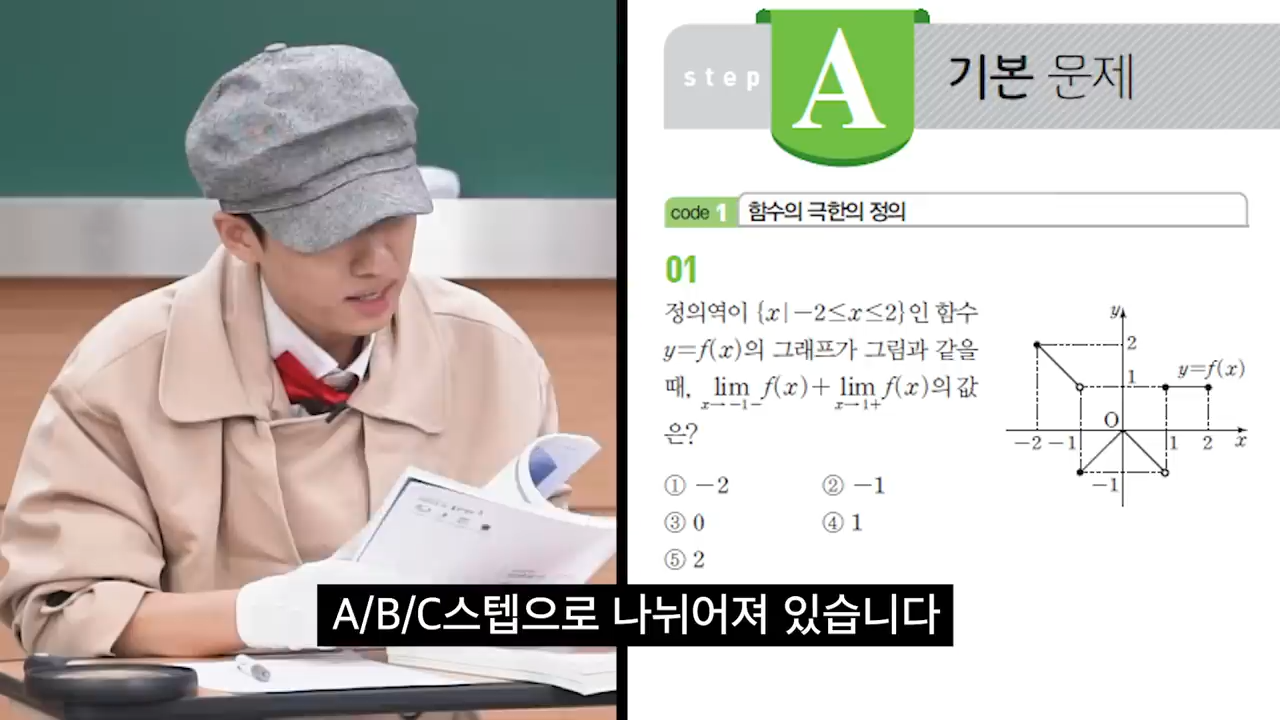 step A 기본 문제
code 1 함수의 극한의 정의
01
정의역이 {x|−2≤x≤2}인 함수
y=f(x)의 그래프가 그림과 같을
때, lim f(x)+lim f(x)의 값
x→−1− x→1+
은?
① −2 ② −1
③ 0 ④ 1
⑤ 2
y
2
1 y=f(x)
O
−2 −1 1 2 x
−1
A/B/C스텝으로 나뉘어져 있습니다